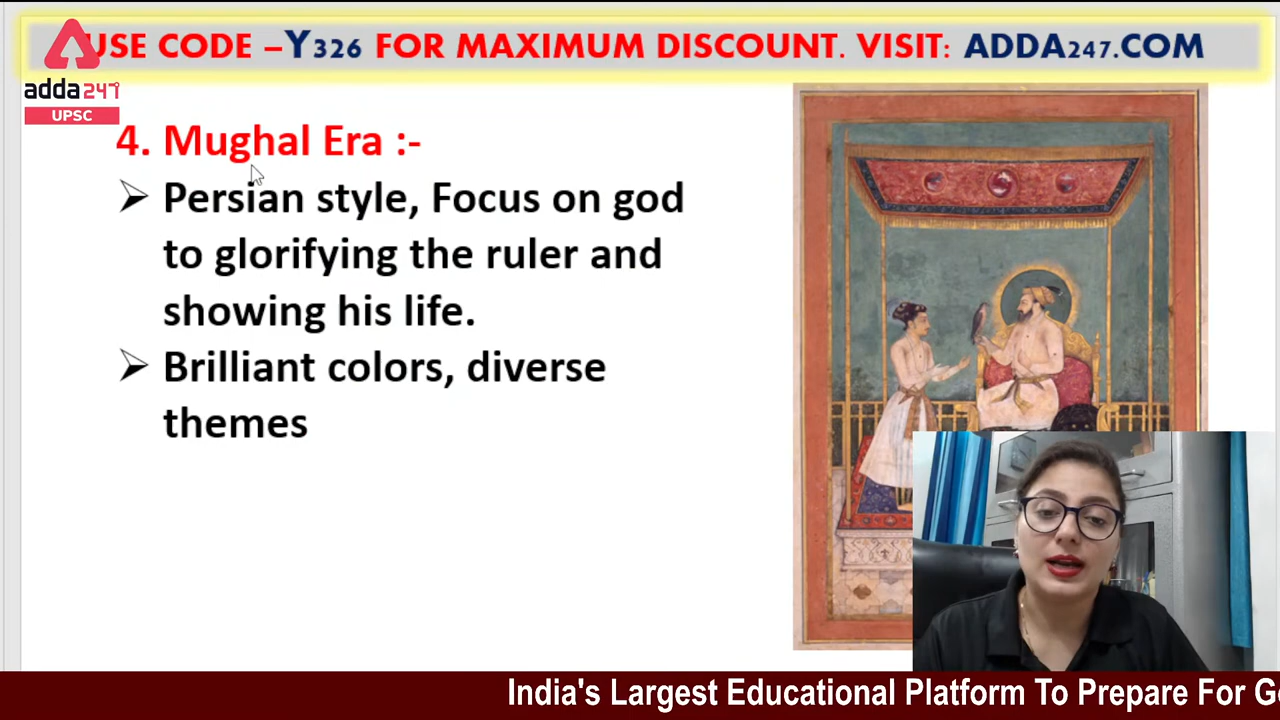 USE CODE –Y326 FOR MAXIMUM DISCOUNT. VISIT: ADDA247.COM
adda247
UPSC
4. Mughal Era :-
➢ Persian style, Focus on god
to glorifying the ruler and
showing his life.
➢ Brilliant colors, diverse
themes
India's Largest Educational Platform To Prepare For G